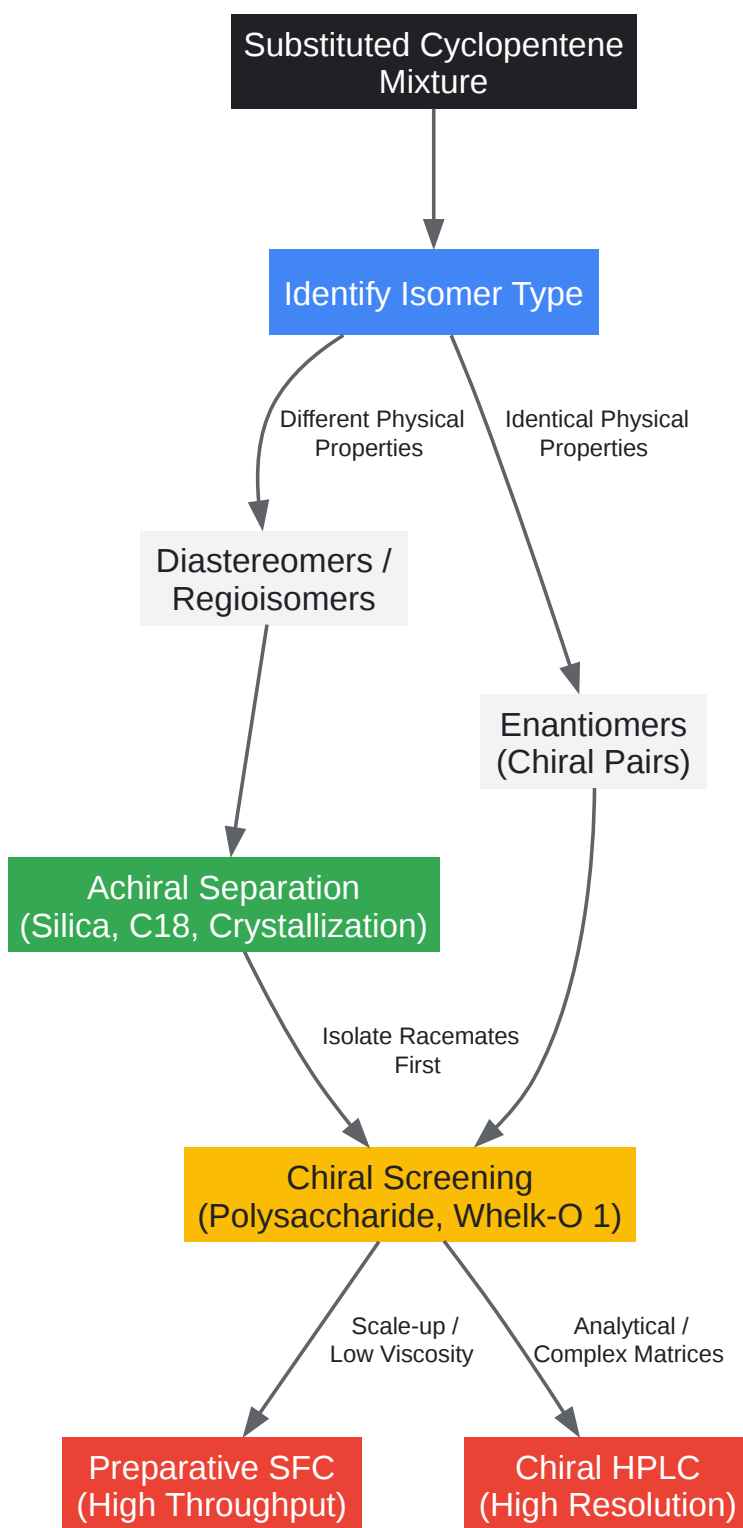 Substituted Cyclopentene
Mixture
Identify Isomer Type
Different Physical
Properties
Identical Physical
Properties
Diastereomers /
Regioisomers
Enantiomers
(Chiral Pairs)
Achiral Separation
(Silica, C18, Crystallization)
Isolate Racemates
First
Chiral Screening
(Polysaccharide, Whelk-O 1)
Scale-up /
Low Viscosity
Analytical /
Complex Matrices
Preparative SFC
(High Throughput)
Chiral HPLC
(High Resolution)